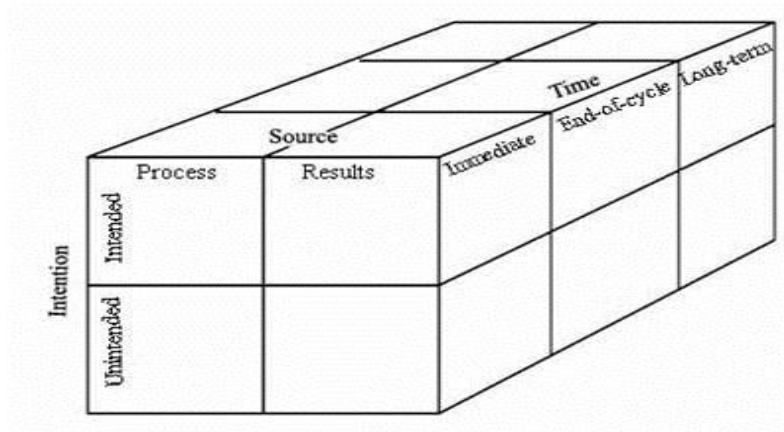 Time
Source
Process Results
Immediate End-of-cycle Long-term
Intention
Intended
Unintended